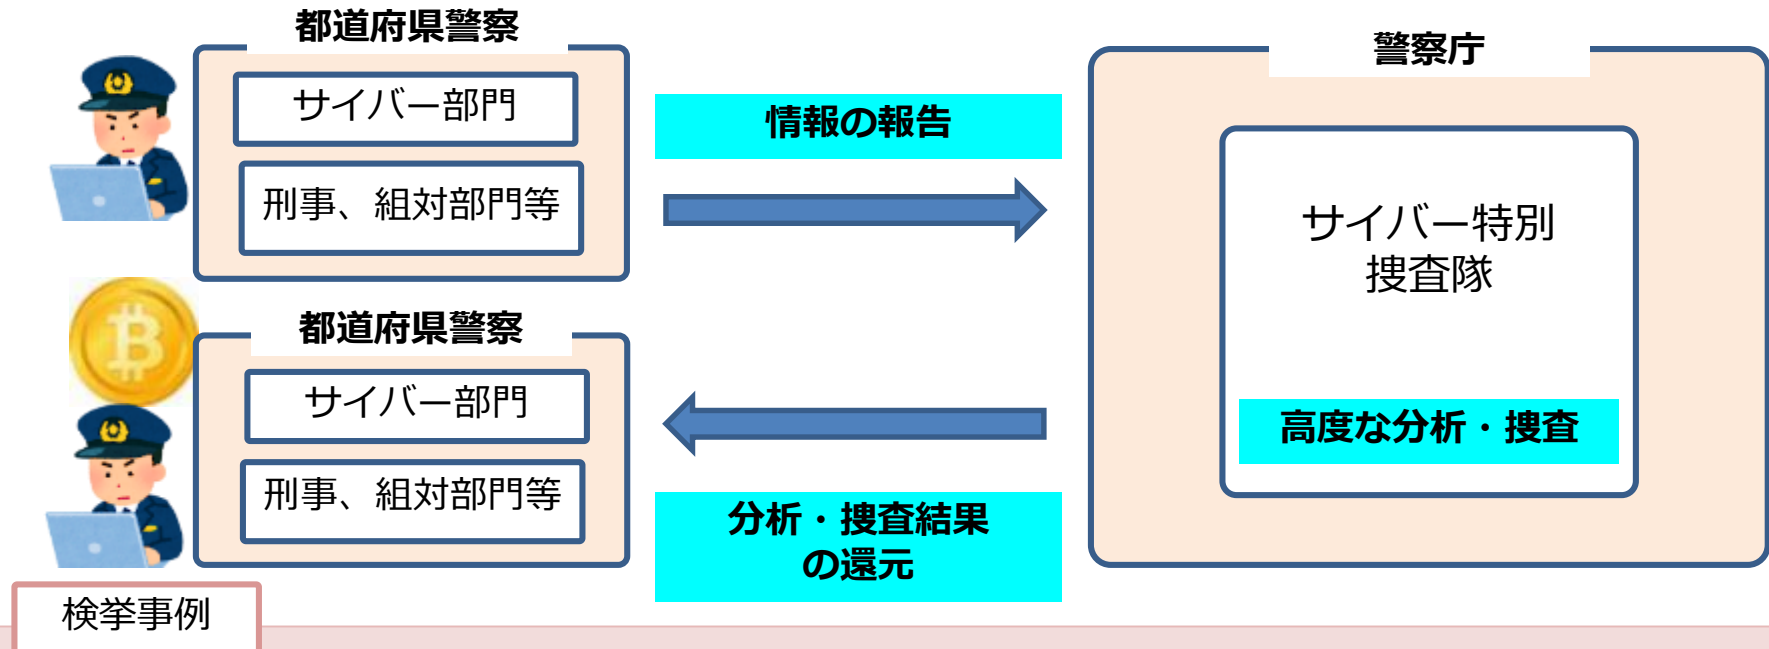 都道府県警察
サイバー部門
刑事、組対部門等
情報の報告
警察庁
サイバー特別
捜査隊
高度な分析・捜査
都道府県警察
サイバー部門
刑事、組対部門等
分析・捜査結果
の還元
検挙事例